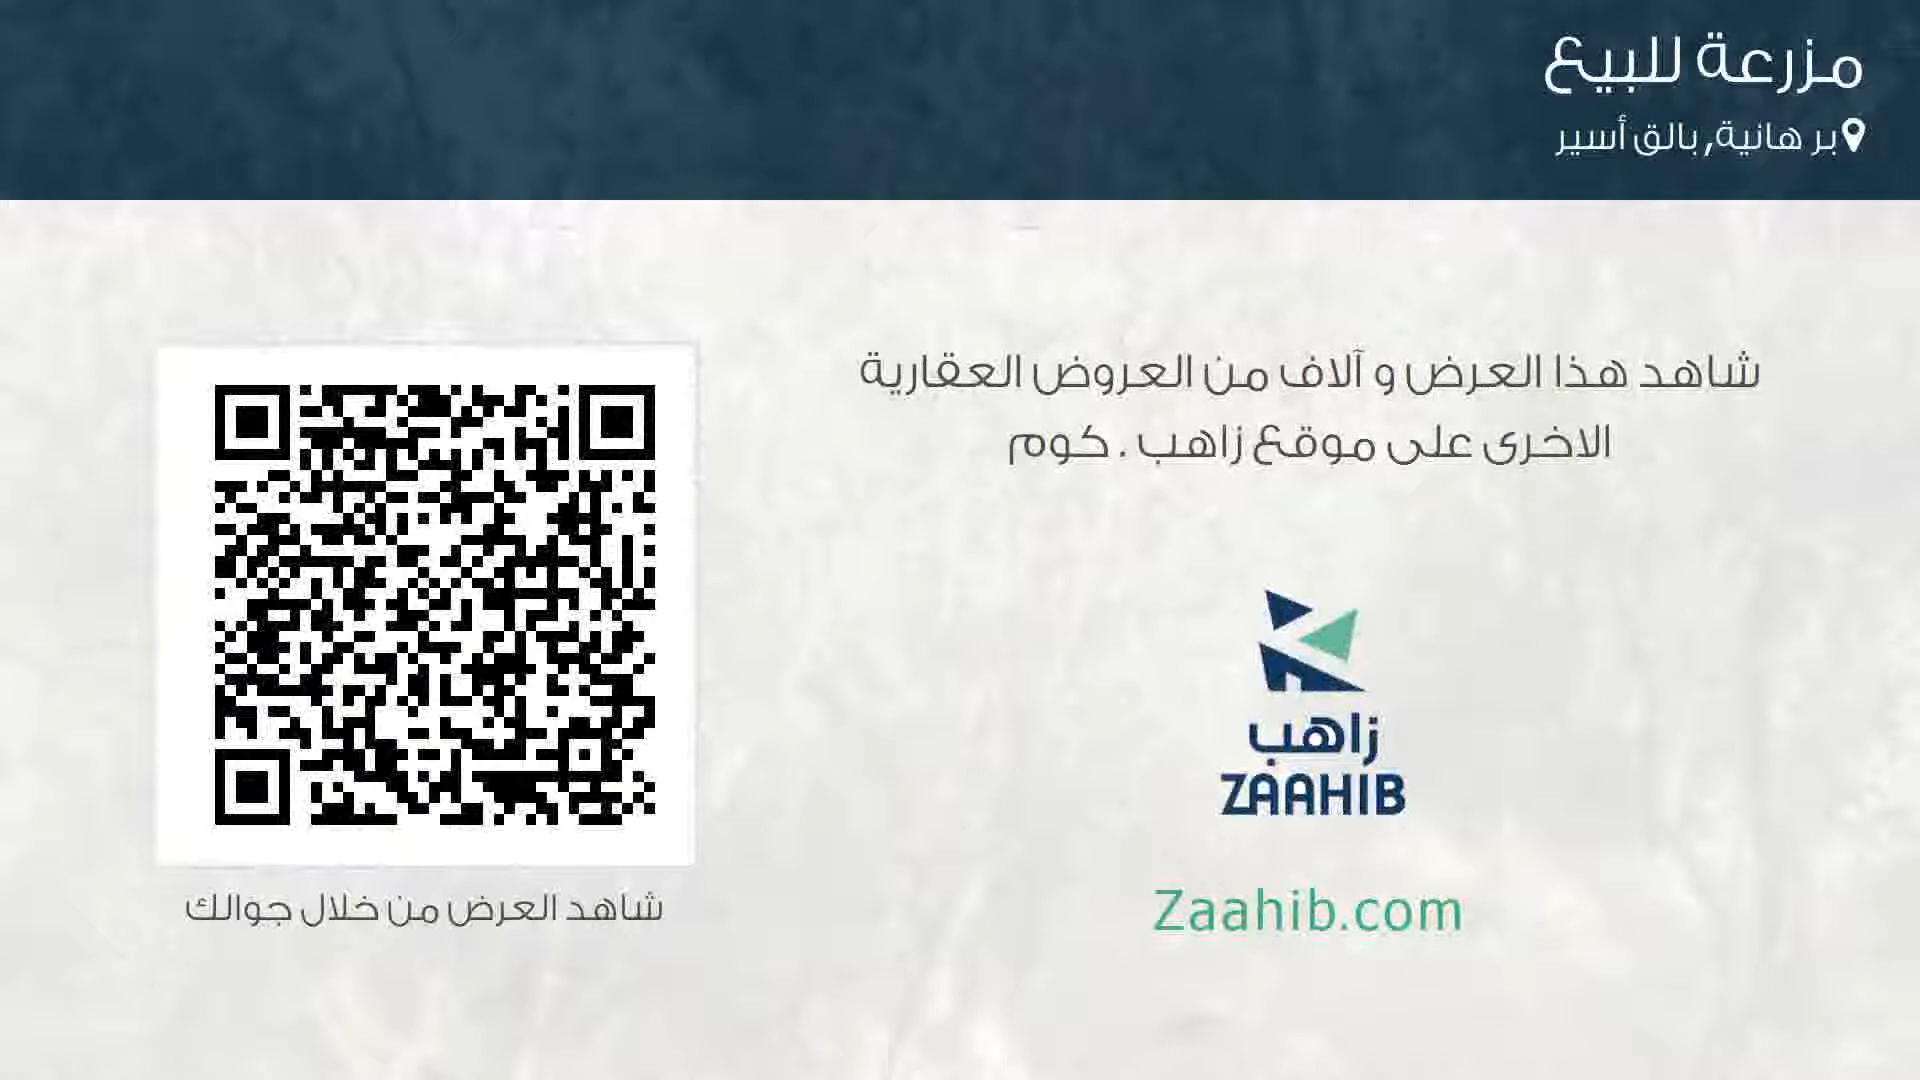 مزرعة للبيع
بر هانية, بالق أسير
شاهد هذا العرض و آلاف من العروض العقارية
الاخرى على موقع زاهب . كوم
زاهب
ZAAHIB
Zaahib.com
شاهد العرض من خلال جوالك